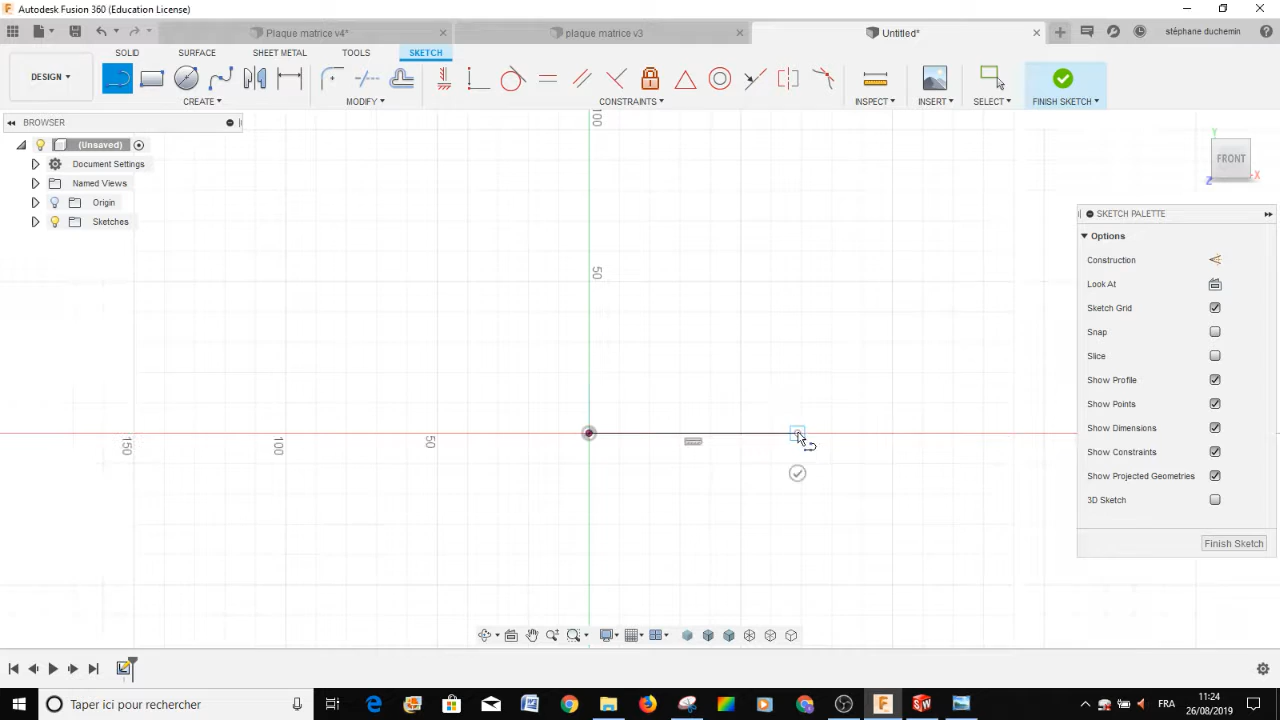 Autodesk Fusion 360 (Education License)
Plaque matrice v4*
plaque matrice v3
Untitled*
stéphane duchemin
DESIGN
SOLID
SURFACE
SHEET METAL
TOOLS
SKETCH
CREATE
MODIFY
CONSTRAINTS
INSPECT
INSERT
SELECT
FINISH SKETCH
BROWSER
(Unsaved)
Document Settings
Named Views
Origin
Sketches
100
50
150
100
50
Y
FRONT
X
Z
SKETCH PALETTE
Options
Construction
Look At
Sketch Grid
Snap
Slice
Show Profile
Show Points
Show Dimensions
Show Constraints
Show Projected Geometries
3D Sketch
Finish Sketch
Taper ici pour rechercher
FRA
11:24
26/08/2019